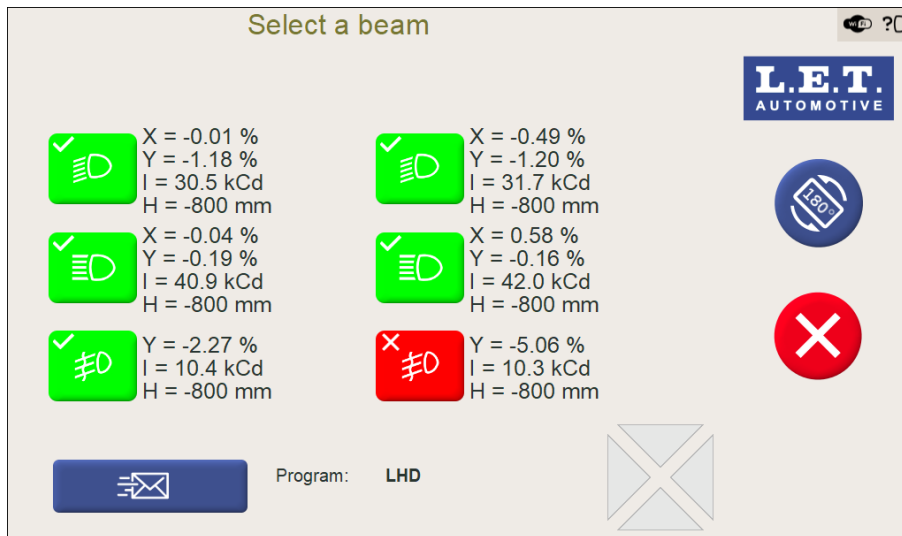 Select a beam
WiFi ?
L.E.T.
AUTOMOTIVE
X = -0.01 %
Y = -1.18 %
I = 30.5 kCd
H = -800 mm
X = -0.49 %
Y = -1.20 %
I = 31.7 kCd
H = -800 mm
180°
X = -0.04 %
Y = -0.19 %
I = 40.9 kCd
H = -800 mm
X = 0.58 %
Y = -0.16 %
I = 42.0 kCd
H = -800 mm
Y = -2.27 %
I = 10.4 kCd
H = -800 mm
Y = -5.06 %
I = 10.3 kCd
H = -800 mm
Program: LHD